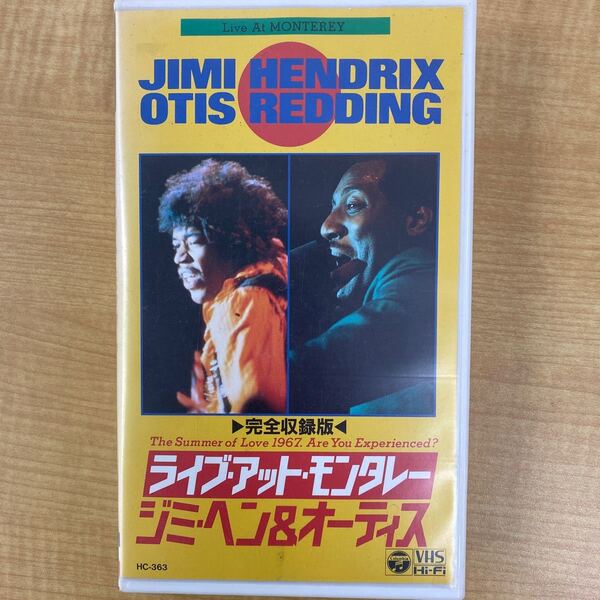 Live At MONTEREY
JIMI HENDRIX
OTIS REDDING
▶完全収録版◀
The Summer of Love 1967. Are You Experienced?
ライブ・アット・モンタレー
ジミ・ヘン&オーティス
HC-363
Columbia
VHS
Hi-Fi